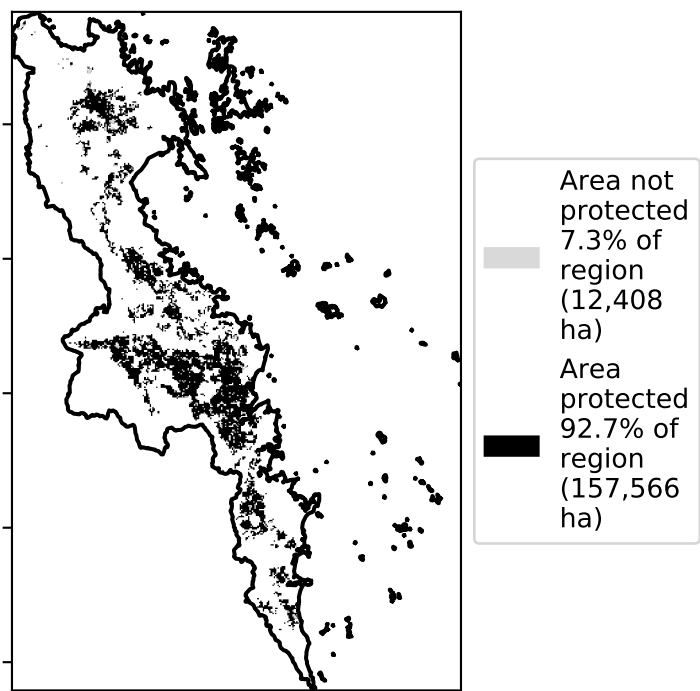 Area not
protected
7.3% of
region
(12,408
ha)
Area
protected
92.7% of
region
(157,566
ha)